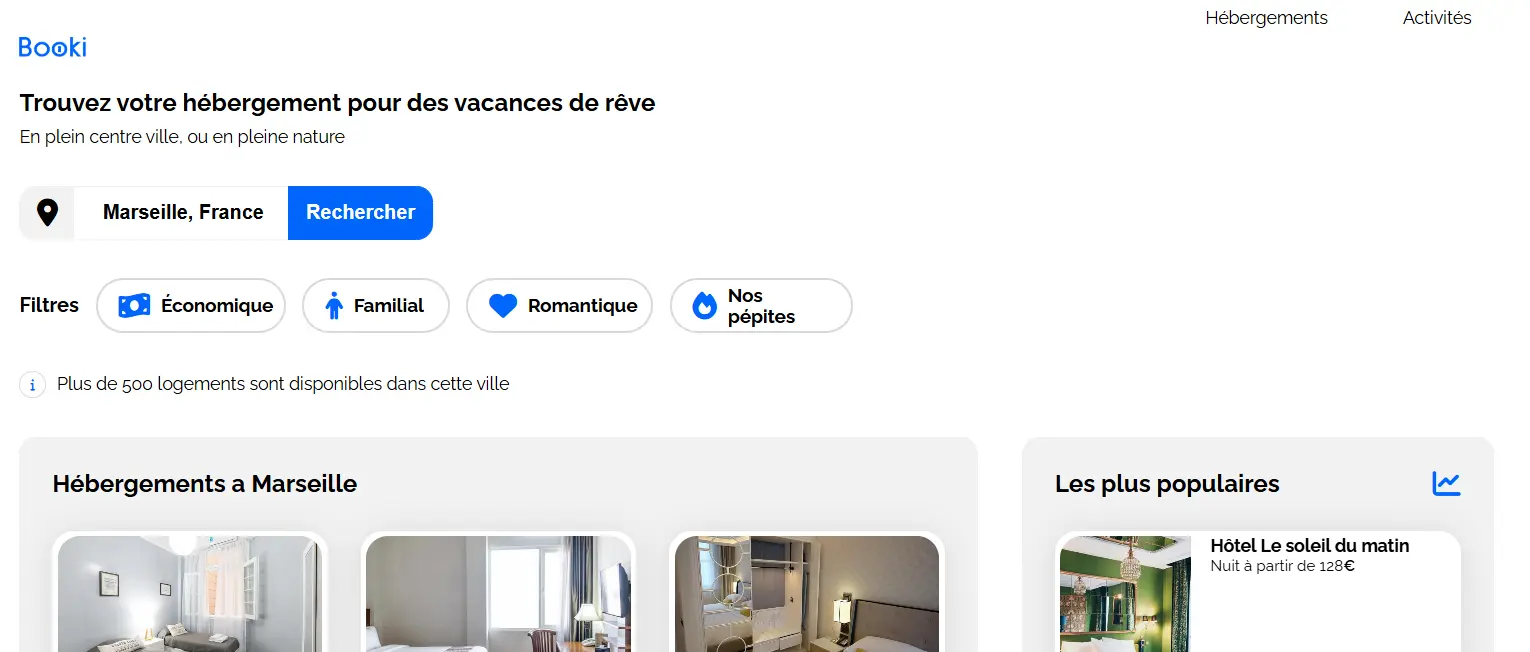 Hébergements
Activités
Booki
Trouvez votre hébergement pour des vacances de rêve
En plein centre ville, ou en pleine nature
Marseille, France
Rechercher
Filtres
Économique
Familial
Romantique
Nos
pépites
i
Plus de 500 logements sont disponibles dans cette ville
Hébergements a Marseille
Les plus populaires
Hôtel Le soleil du matin
Nuit à partir de 128€